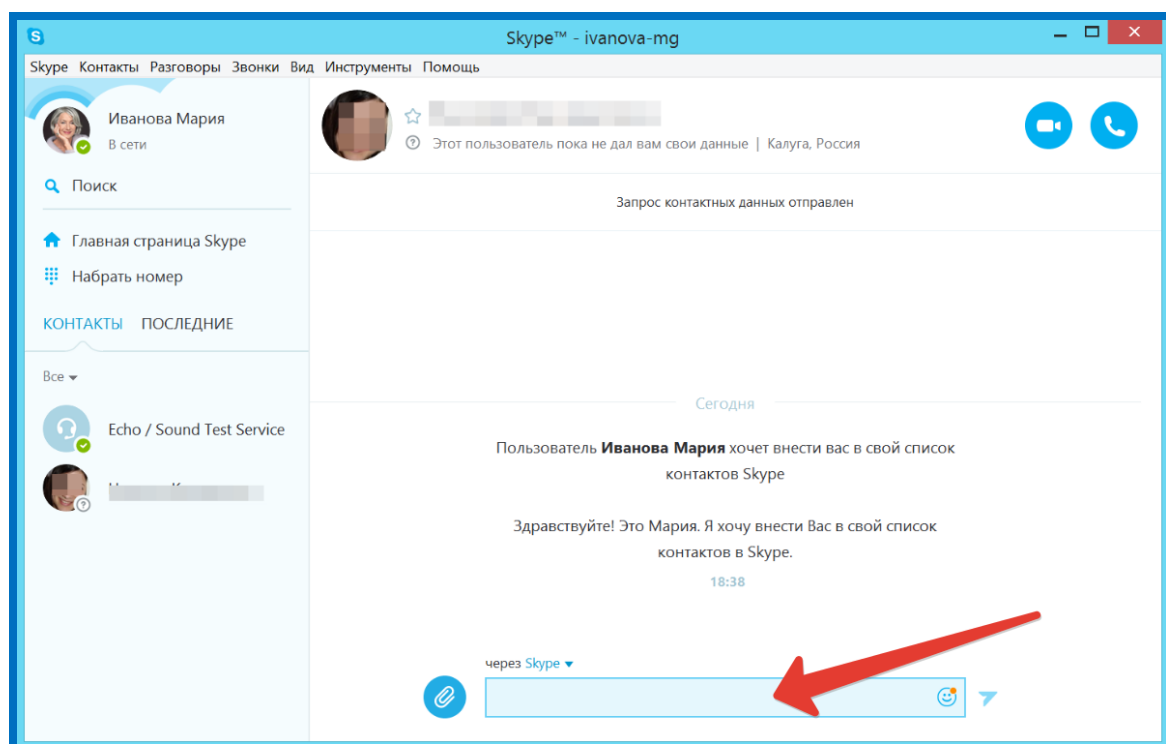 Skype™ - ivanova-mg
Skype Контакты Разговоры Звонки Вид Инструменты Помощь
Иванова Мария
В сети
Этот пользователь пока не дал вам свои данные | Калуга, Россия
Поиск
Запрос контактных данных отправлен
Главная страница Skype
Набрать номер
КОНТАКТЫ ПОСЛЕДНИЕ
Все
Echo / Sound Test Service
Сегодня
Пользователь Иванова Мария хочет внести вас в свой список
контактов Skype
Здравствуйте! Это Мария. Я хочу внести Вас в свой список
контактов в Skype.
18:38
через Skype